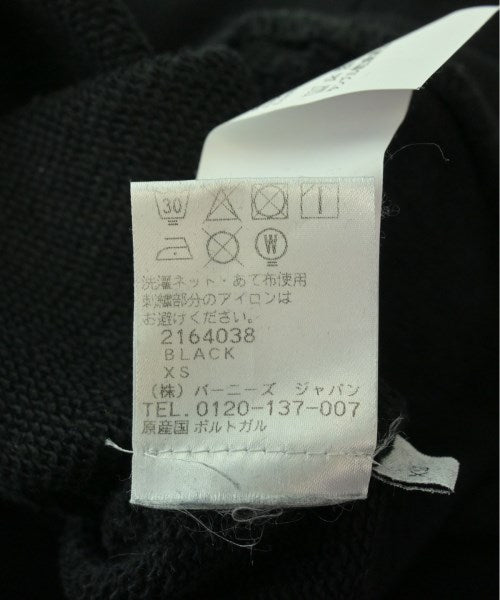 30
W
洗濯ネット・あて布使用
刺繍部分のアイロンは
お避けください。
2164038
BLACK
XS
(株) バーニーズ ジャパン
TEL. 0120-137-007
原産国 ポルトガル